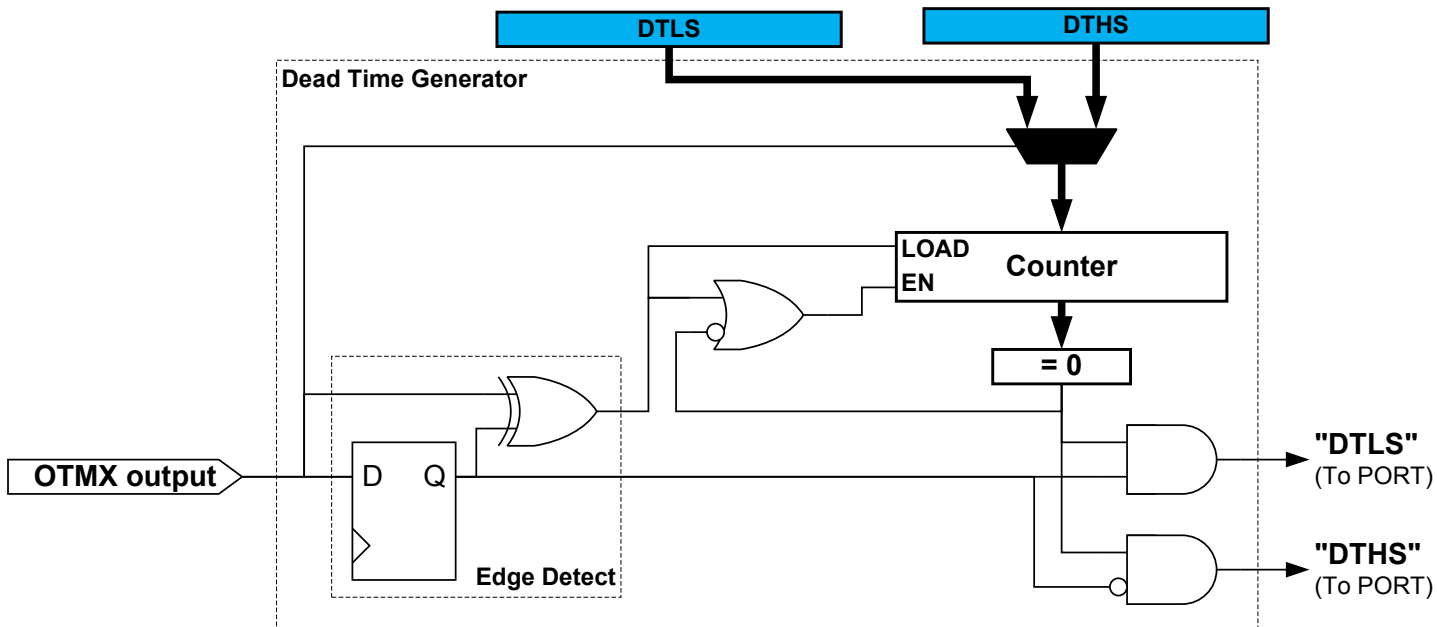 DTLS
DTHS
Dead Time Generator
LOAD
Counter
EN
= 0
OTMX output
D Q
Edge Detect
"DTLS"
(To PORT)
"DTHS"
(To PORT)